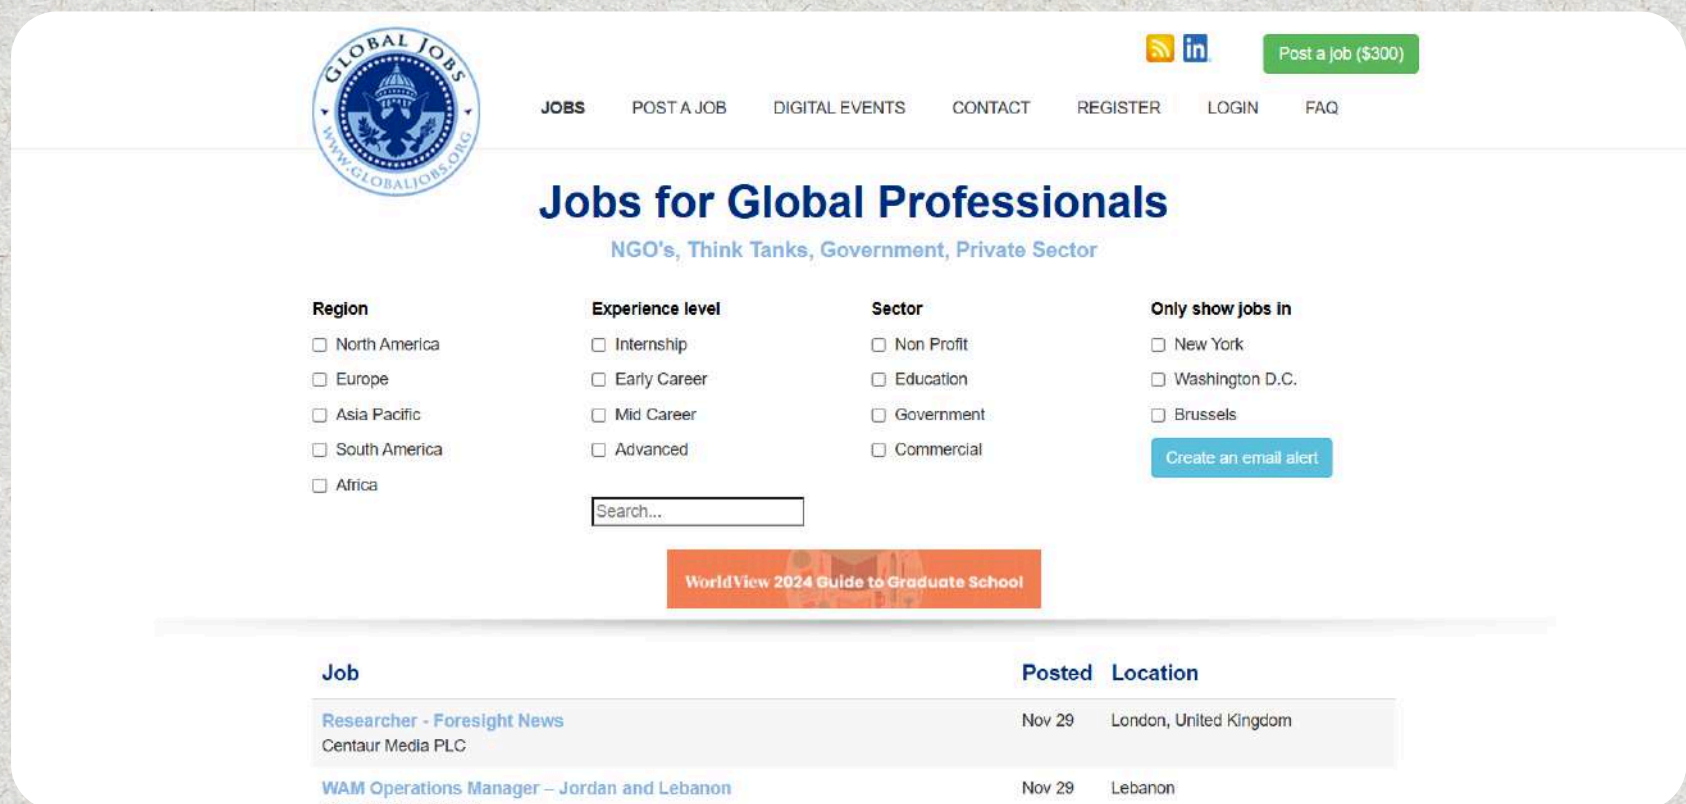 GLOBAL JOBS
WWW.GLOBALJOBS.ORG
in
Post a job ($300)
JOBS POST A JOB DIGITAL EVENTS CONTACT REGISTER LOGIN FAQ
Jobs for Global Professionals
NGO's, Think Tanks, Government, Private Sector
Region Experience level Sector Only show jobs in
North America Internship Non Profit New York
Europe Early Career Education Washington D.C.
Asia Pacific Mid Career Government Brussels
South America Advanced Commercial Create an email alert
Africa
Search...
WorldView 2024 Guide to Graduate School
Job Posted Location
Researcher - Foresight News Nov 29 London, United Kingdom
Centaur Media PLC
WAM Operations Manager – Jordan and Lebanon Nov 29 Lebanon